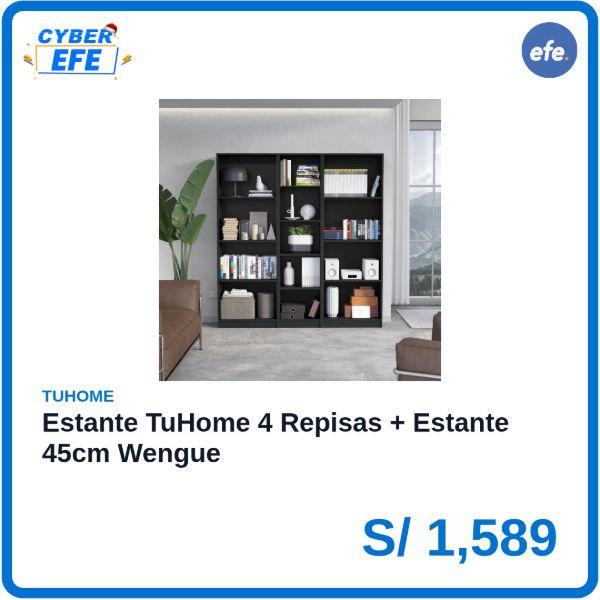 CYBER
EFE
efe.
TUHOME
Estante TuHome 4 Repisas + Estante
45cm Wengue
S/ 1,589